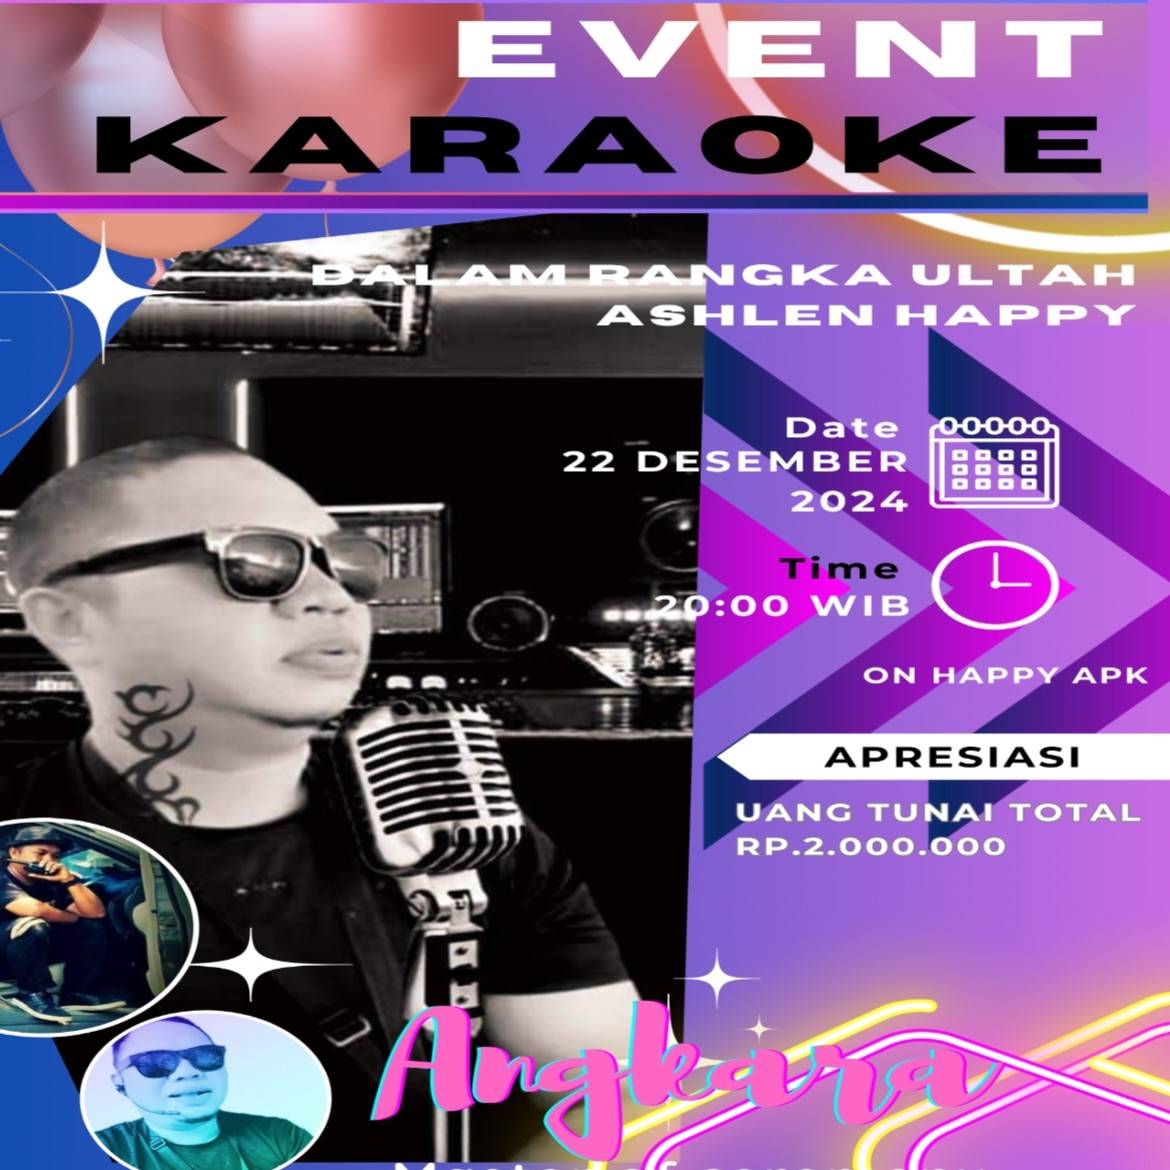 EVENT
KARAOKE
DALAM RANGKA ULTAH
ASHLEN HAPPY
Date
22 DESEMBER
2024
Time
20:00 WIB
ON HAPPY APK
APRESIASI
UANG TUNAI TOTAL
RP.2.000.000
Angkara